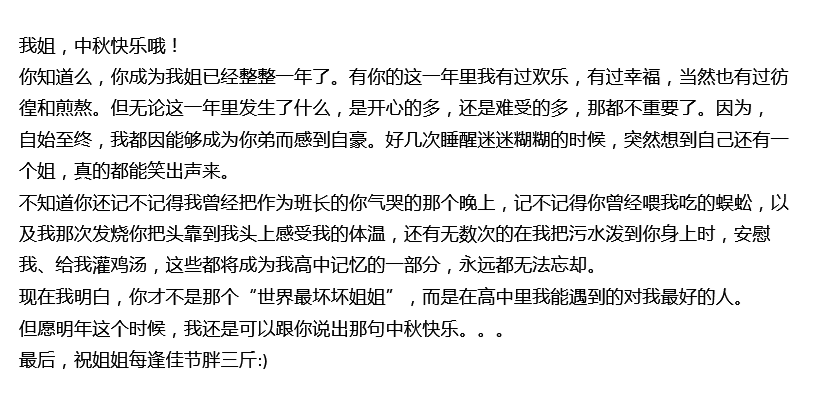 我姐，中秋快乐哦！
你知道么，你成为我姐已经整整一年了。有你的这一年里我有过欢乐，有过幸福，当然也有过彷
徨和煎熬。但无论这一年里发生了什么，是开心的多，还是难受的多，那都不重要了。因为，
自始至终，我都因能够成为你弟而感到自豪。好几次睡醒迷迷糊糊的时候，突然想到自己还有一
个姐，真的都能笑出声来。
不知道你还记不记得我曾经把作为班长的你气哭的那个晚上，记不记得你曾经喂我吃的蜈蚣，以
及我那次发烧你把头靠到我头上感受我的体温，还有无数次的在我把污水泼到你身上时，安慰
我、给我灌鸡汤，这些都将成为我高中记忆的一部分，永远都无法忘却。
现在我明白，你才不是那个“世界最坏坏姐姐”，而是在高中里我能遇到的对我最好的人。
但愿明年这个时候，我还是可以跟你说出那句中秋快乐。。。
最后，祝姐姐每逢佳节胖三斤:)